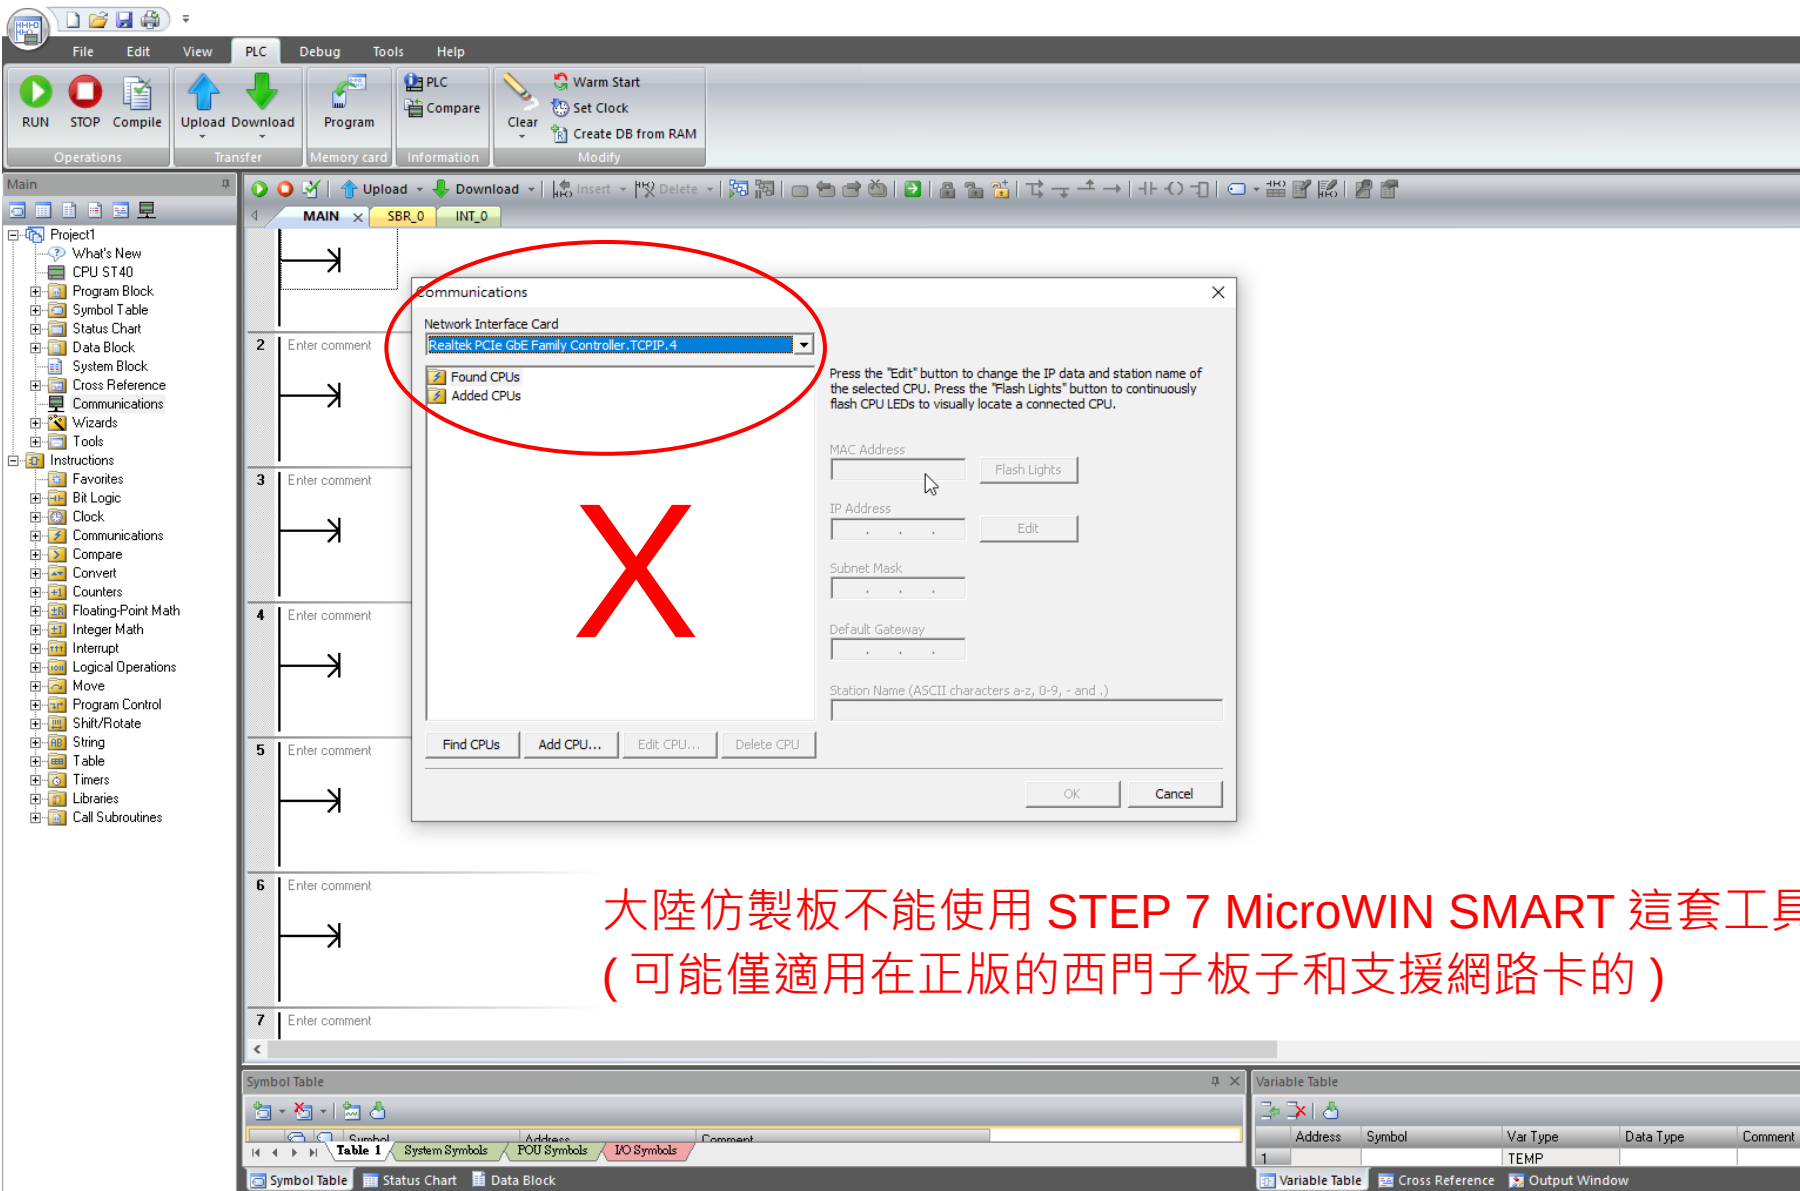 File Edit View PLC Debug Tools Help
RUN STOP Compile Upload Download Program PLC Compare Clear Warm Start Set Clock Create DB from RAM
Operations Transfer Memory card Information Modify
Main
Upload Download Insert Delete
MAIN SBR_0 INT_0
Project1
What's New
CPU ST40
Program Block
Symbol Table
Status Chart
Data Block
System Block
Cross Reference
Communications
Wizards
Tools
Instructions
Favorites
Bit Logic
Clock
Communications
Compare
Convert
Counters
Floating-Point Math
Integer Math
Interrupt
Logical Operations
Move
Program Control
Shift/Rotate
String
Table
Timers
Libraries
Call Subroutines
2 Enter comment
3 Enter comment
4 Enter comment
5 Enter comment
6 Enter comment
7 Enter comment
Communications
Network Interface Card
Realtek PCIe GbE Family Controller.TCPIP.4
Found CPUs
Added CPUs
X
Press the "Edit" button to change the IP data and station name of
the selected CPU. Press the "Flash Lights" button to continuously
flash CPU LEDs to visually locate a connected CPU.
MAC Address
Flash Lights
IP Address
Edit
Subnet Mask
Default Gateway
Station Name (ASCII characters a-z, 0-9, - and .)
Find CPUs Add CPU... Edit CPU... Delete CPU
OK Cancel
大陸仿製板不能使用 STEP 7 MicroWIN SMART 這套工具
( 可能僅適用在正版的西門子板子和支援網路卡的 )
Symbol Table
Symbol Address Comment
Table 1 System Symbols POU Symbols I/O Symbols
Symbol Table Status Chart Data Block
Variable Table
Address Symbol Var Type Data Type Comment
1 TEMP
Variable Table Cross Reference Output Window